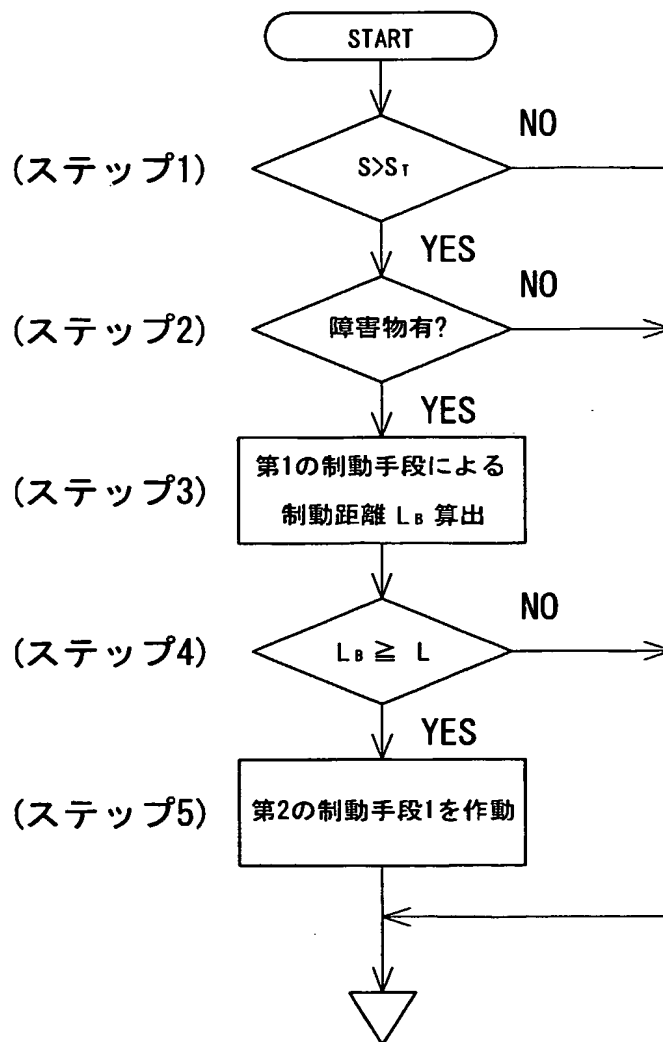 START
NO
(ステップ1)
S>ST
YES
NO
(ステップ2)
障害物有?
YES
(ステップ3)
第1の制動手段による
制動距離 LB 算出
NO
(ステップ4)
LB ≧ L
YES
(ステップ5)
第2の制動手段1を作動